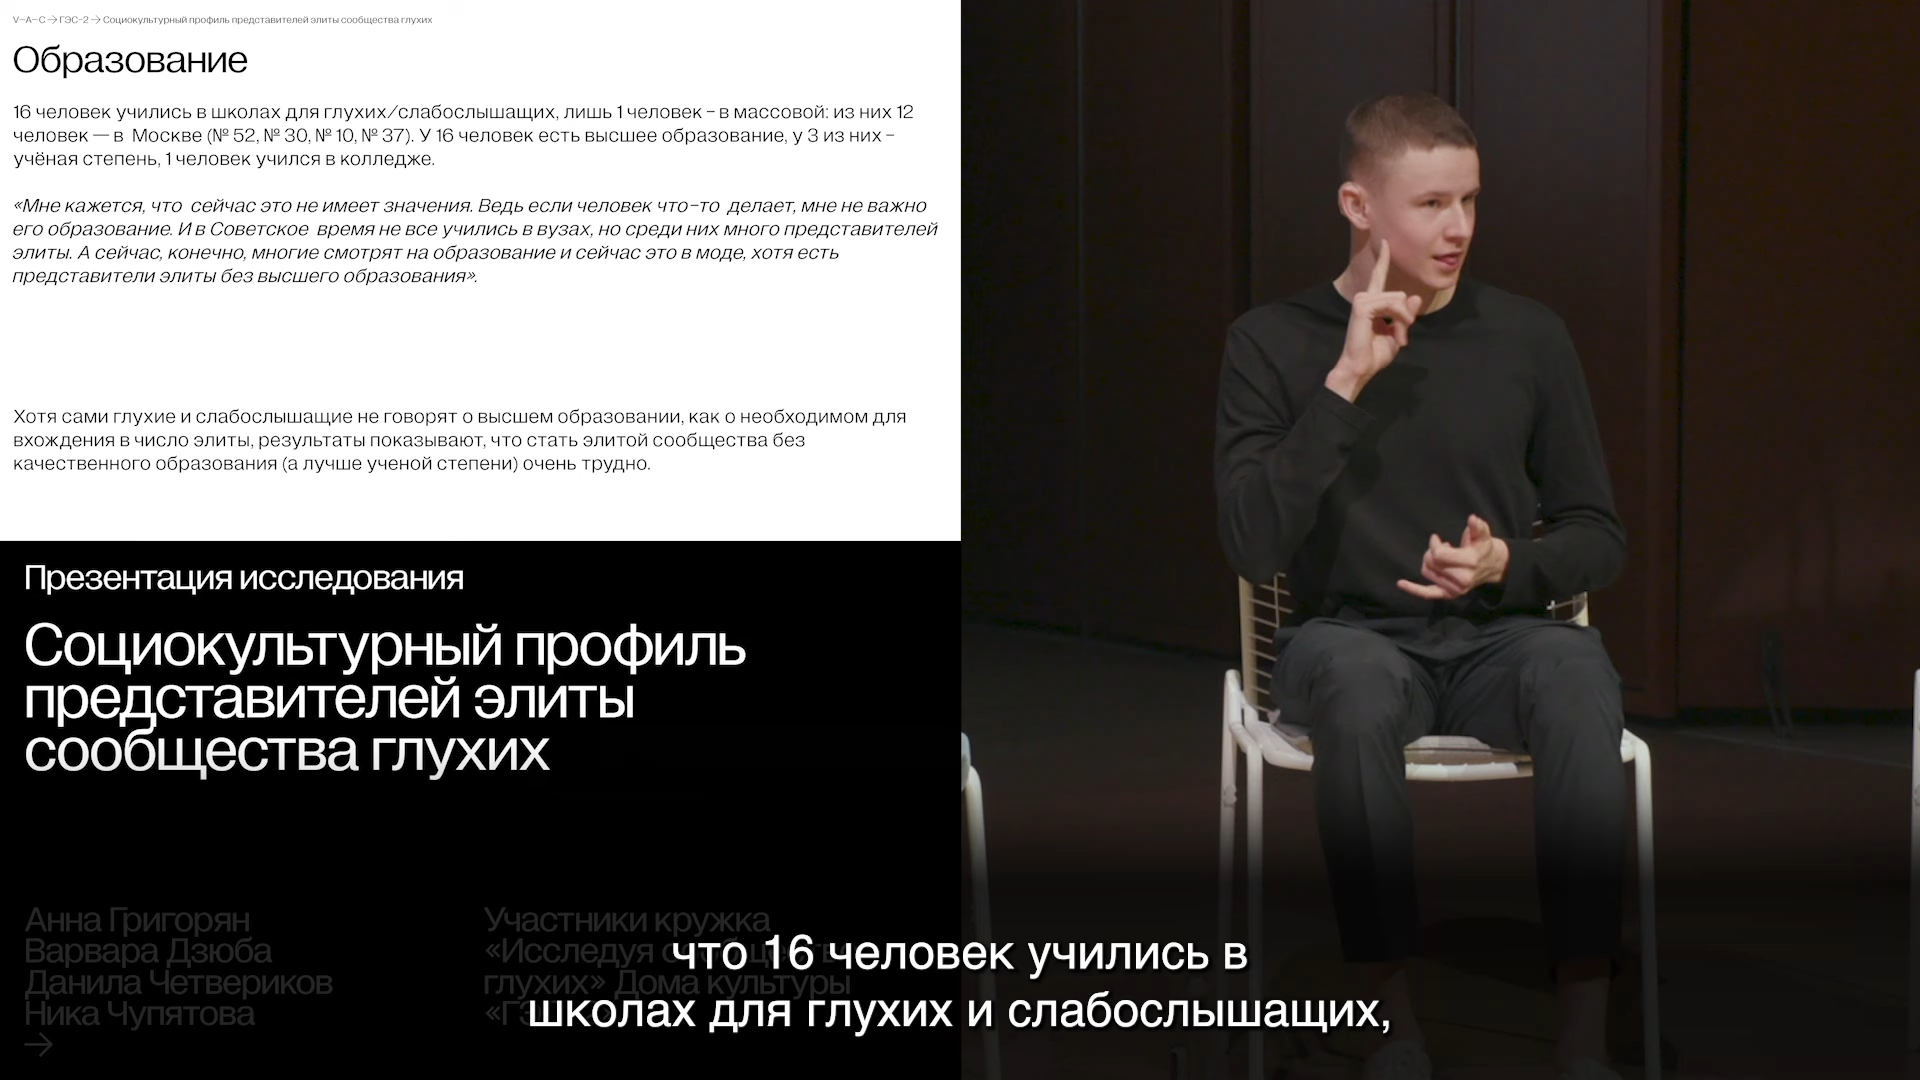 V–A–C → ГЭС-2 → Социокультурный профиль представителей элиты сообщества глухих
Образование
16 человек учились в школах для глухих/слабослышащих, лишь 1 человек – в массовой: из них 12
человек — в Москве (№ 52, № 30, № 10, № 37). У 16 человек есть высшее образование, у 3 из них –
учёная степень, 1 человек учился в колледже.
«Мне кажется, что сейчас это не имеет значения. Ведь если человек что-то делает, мне не важно
его образование. И в Советское время не все учились в вузах, но среди них много представителей
элиты. А сейчас, конечно, многие смотрят на образование и сейчас это в моде, хотя есть
представители элиты без высшего образования».
Хотя сами глухие и слабослышащие не говорят о высшем образовании, как о необходимом для
вхождения в число элиты, результаты показывают, что стать элитой сообщества без
качественного образования (а лучше ученой степени) очень трудно.
Презентация исследования
Социокультурный профиль
представителей элиты
сообщества глухих
Анна Григорян
Варвара Дзюба
Данила Четвериков
Ника Чупятова
→
Участники кружка
«Исследуя
глухих» Дома культуры
что 16 человек учились в
школах для глухих и слабослышащих,